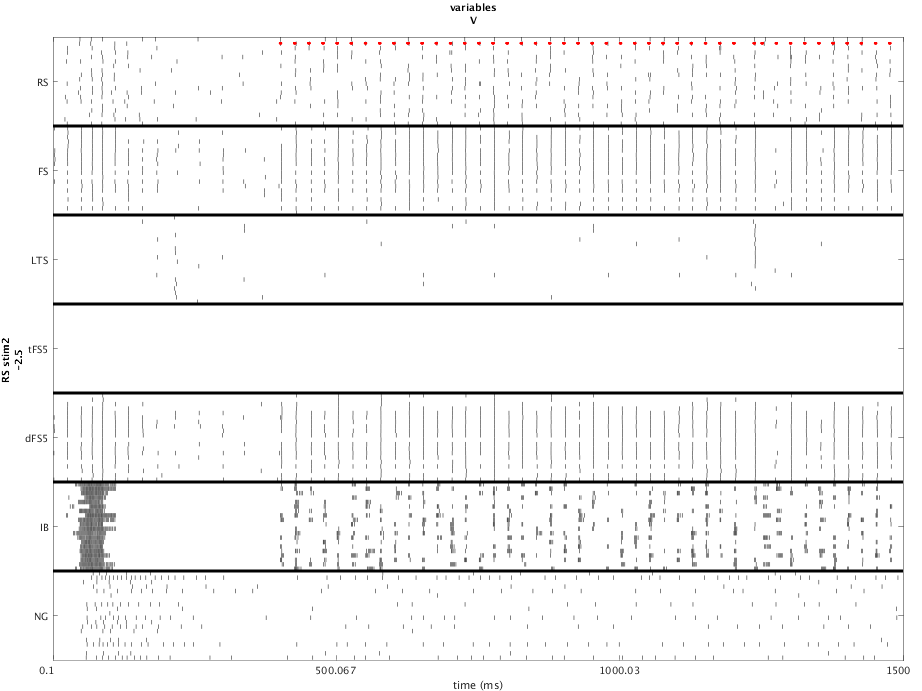 variables
V
RS
FS
LTS
tFS5
dFS5
IB
NG
RS stim2
-2.5
0.1
500.067
1000.03
1500
time (ms)